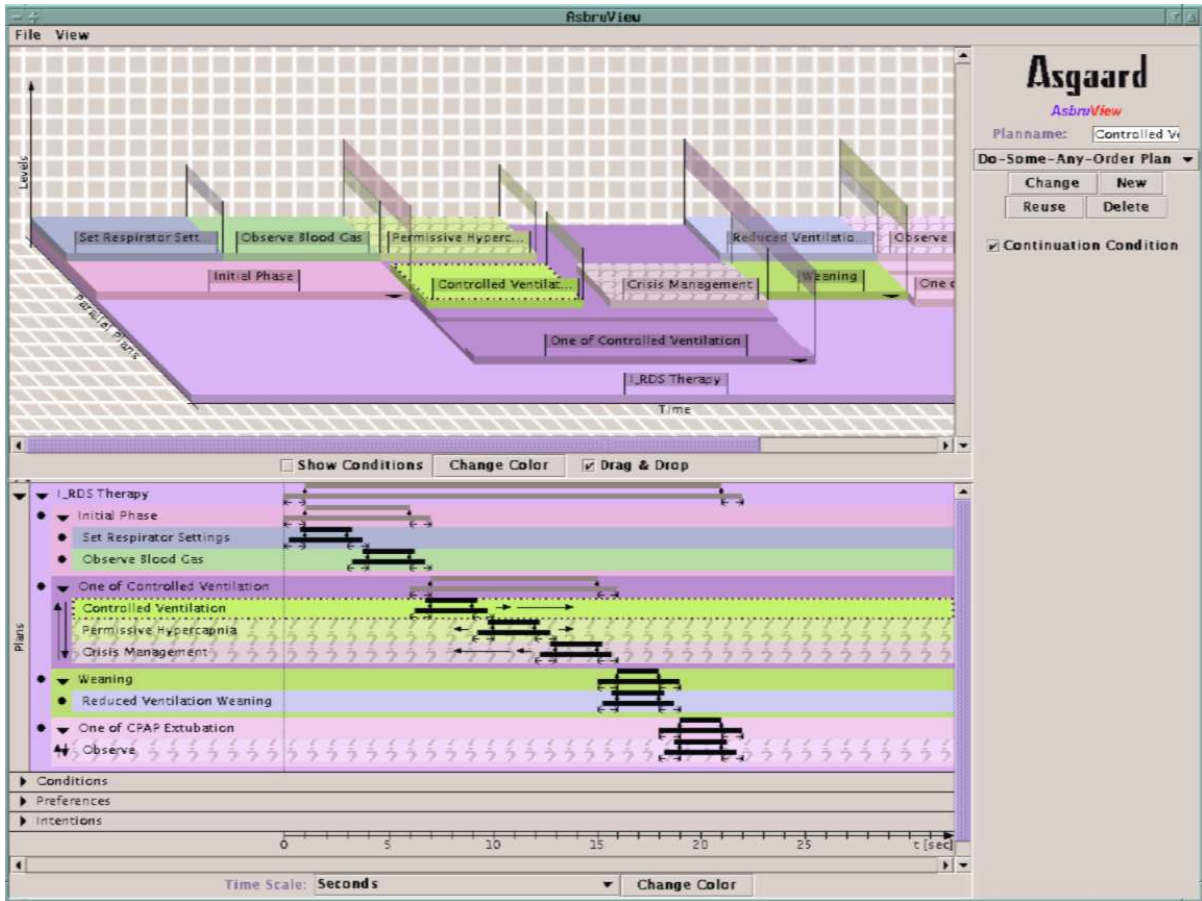 AsbruView
File View
Asgaard
AsbruView
Planname: Controlled Ve
Do-Some-Any-Order Plan
Change New
Reuse Delete
Continuation Condition
Levels
Set Respirator Sett... Observe Blood Gas Permissive Hyperc... Reduced Ventilatio... Observe
Initial Phase Controlled Ventilat... Crisis Management Weaning One c
Parallel Plans
One of Controlled Ventilation
I_RDS Therapy
Time
Show Conditions Change Color Drag & Drop
Plans
I_RDS Therapy
Initial Phase
Set Respirator Settings
Observe Blood Gas
One of Controlled Ventilation
Controlled Ventilation
Permissive Hypercapnia
Crisis Management
Weaning
Reduced Ventilation Weaning
One of CPAP Extubation
Observe
Conditions
Preferences
Intentions
0 5 10 15 20 25 t [sec]
Time Scale: Seconds Change Color